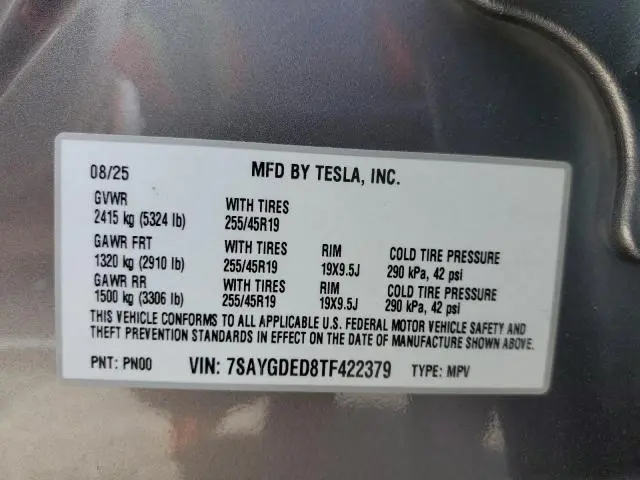 08/25 MFD BY TESLA, INC.
GVWR WITH TIRES
2415 kg (5324 lb) 255/45R19
GAWR FRT WITH TIRES RIM COLD TIRE PRESSURE
1320 kg (2910 lb) 255/45R19 19X9.5J 290 kPa, 42 psi
GAWR RR WITH TIRES RIM COLD TIRE PRESSURE
1500 kg (3306 lb) 255/45R19 19X9.5J 290 kPa, 42 psi
THIS VEHICLE CONFORMS TO ALL APPLICABLE U.S. FEDERAL MOTOR VEHICLE SAFETY AND
THEFT PREVENTION STANDARDS IN EFFECT ON THE DATE OF MANUFACTURE SHOWN ABOVE.
PNT: PN00 VIN: 7SAYGDED8TF422379 TYPE: MPV